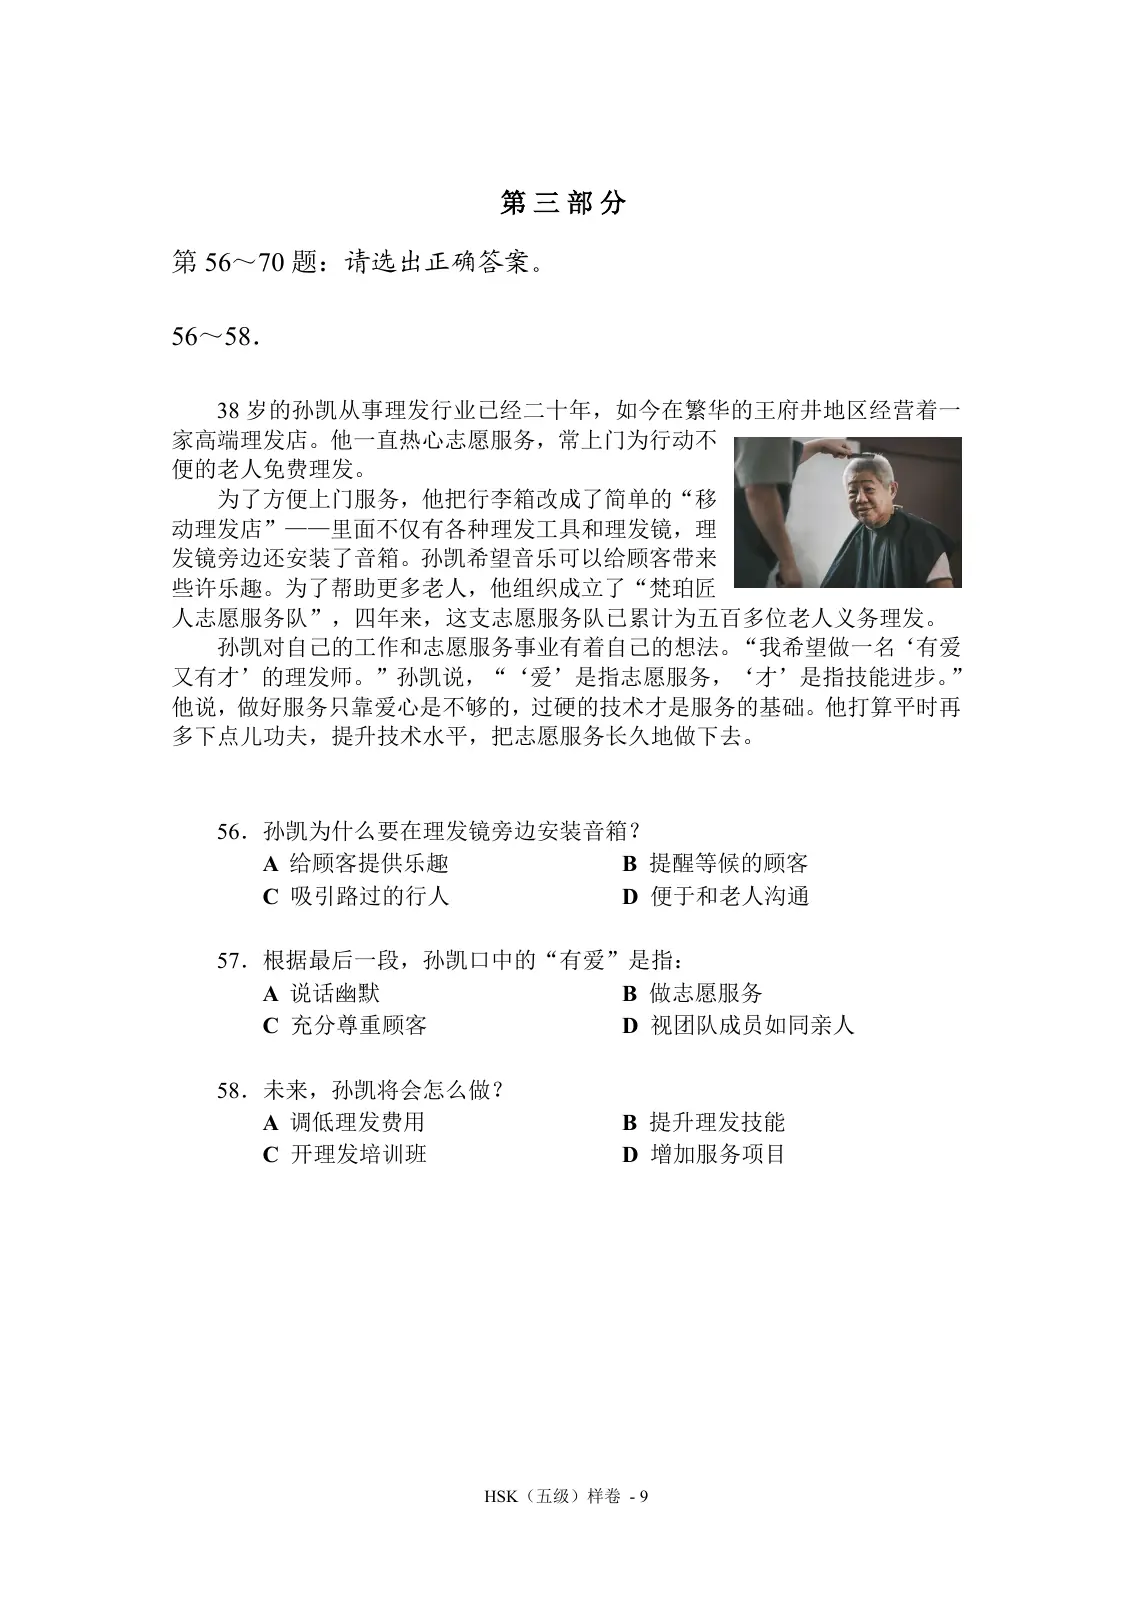 第三部分
第 56～70 题：请选出正确答案。
56～58．
38 岁的孙凯从事理发行业已经二十年，如今在繁华的王府井地区经营着一
家高端理发店。他一直热心志愿服务，常上门为行动不
便的老人免费理发。
为了方便上门服务，他把行李箱改成了简单的“移
动理发店”——里面不仅有各种理发工具和理发镜，理
发镜旁边还安装了音箱。孙凯希望音乐可以给顾客带来
些许乐趣。为了帮助更多老人，他组织成立了“梵珀匠
人志愿服务队”，四年来，这支志愿服务队已累计为五百多位老人义务理发。
孙凯对自己的工作和志愿服务事业有着自己的想法。“我希望做一名‘有爱
又有才’的理发师。”孙凯说，“‘爱’是指志愿服务，‘才’是指技能进步。”
他说，做好服务只靠爱心是不够的，过硬的技术才是服务的基础。他打算平时再
多下点儿功夫，提升技术水平，把志愿服务长久地做下去。
56．孙凯为什么要在理发镜旁边安装音箱？
A 给顾客提供乐趣 B 提醒等候的顾客
C 吸引路过的行人 D 便于和老人沟通
57．根据最后一段，孙凯口中的“有爱”是指：
A 说话幽默 B 做志愿服务
C 充分尊重顾客 D 视团队成员如同亲人
58．未来，孙凯将会怎么做？
A 调低理发费用 B 提升理发技能
C 开理发培训班 D 增加服务项目
HSK（五级）样卷 - 9